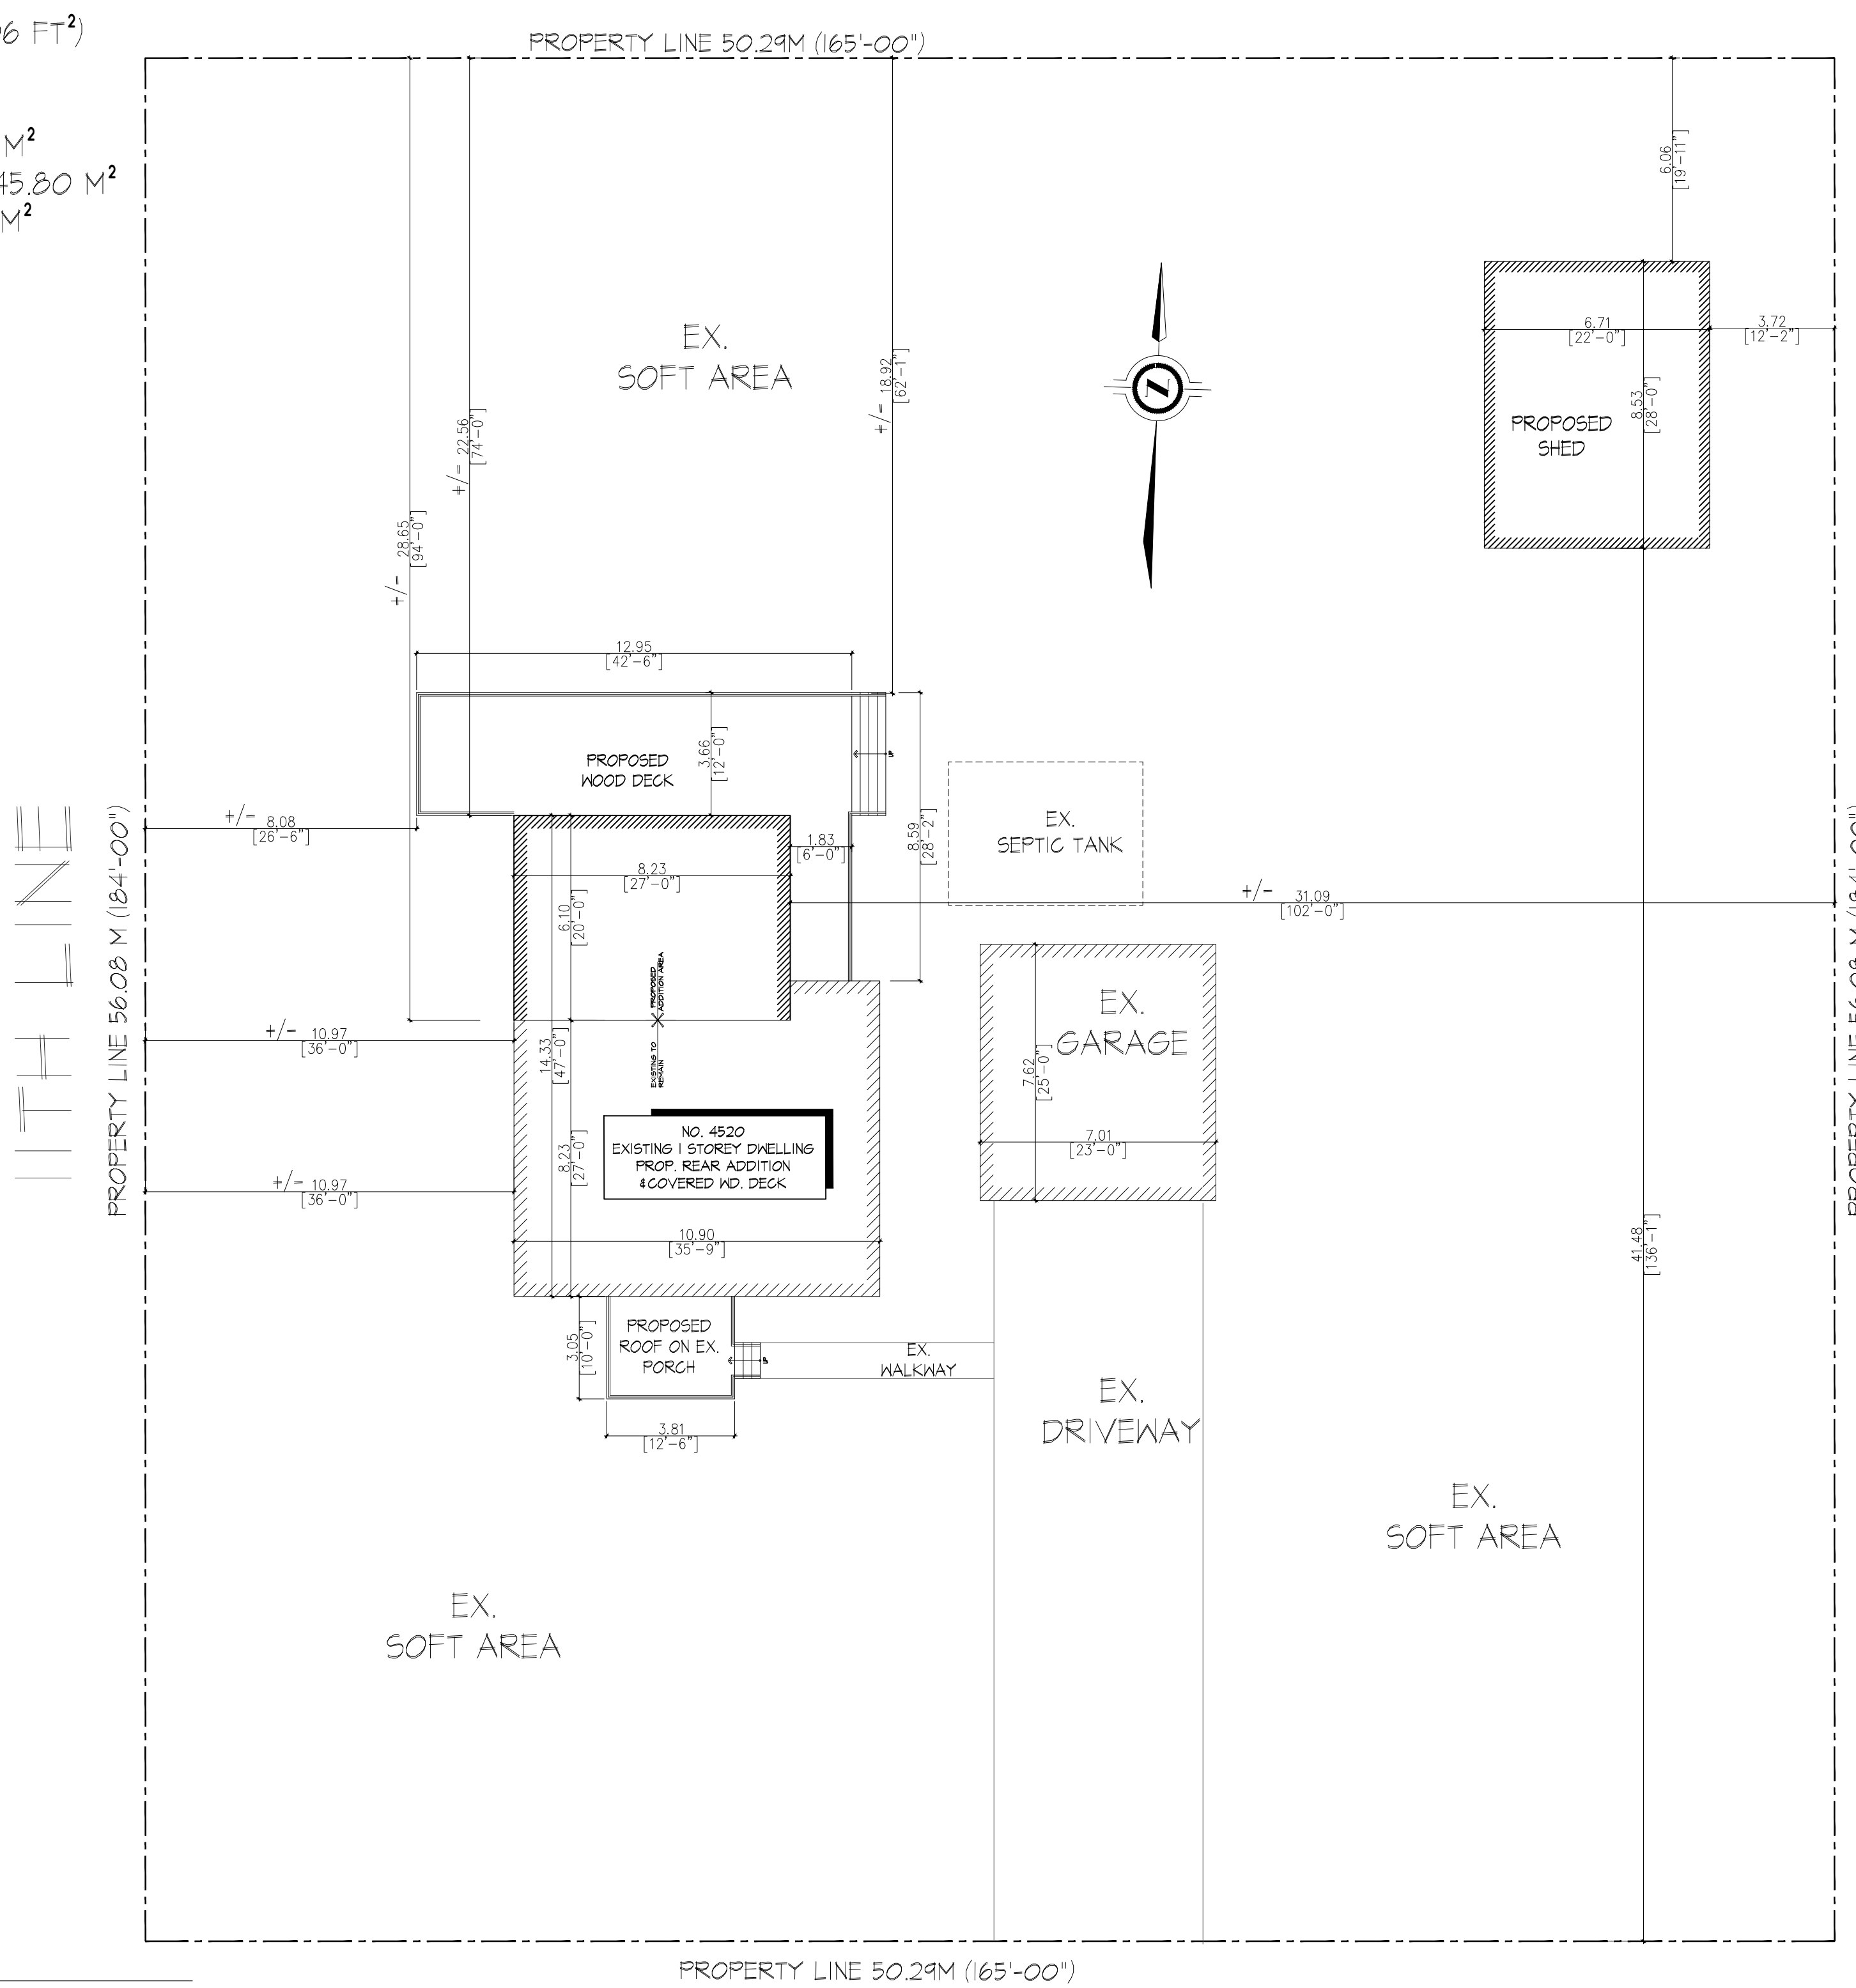 6 FT²)
PROPERTY LINE 50.29M (165'-00")
M²
45.80 M²
M²
6.06
[19'-11"]
EX.
SOFT AREA
6.71
[22'-0"]
3.72
[12'-2"]
+/- 18.92
[62'-1"]
8.53
[28'-0"]
+/- 22.56
[74'-0"]
N
PROPOSED
SHED
+/- 28.65
[94'-0"]
12.95
[42'-6"]
PROPOSED
WOOD DECK
3.66
[12'-0"]
+/- 8.08
[26'-6"]
EX.
SEPTIC TANK
1.83
[6'-0"]
8.59
[28'-2"]
8.23
[27'-0"]
+/- 31.09
[102'-0"]
6.10
[20'-0"]
11TH LINE
PROPERTY LINE 56.08 M (184'-00")
PROPERTY LINE 56.08 M (184'-00")
PROPOSED
ADDITION AREA
EXISTING TO
REMAIN
+/- 10.97
[36'-0"]
14.33
[47'-0"]
EX.
GARAGE
7.62
[25'-0"]
NO. 4520
EXISTING 1 STOREY DWELLING
PROP. REAR ADDITION
&COVERED WD. DECK
8.23
[27'-0"]
7.01
[23'-0"]
+/- 10.97
[36'-0"]
10.90
[35'-9"]
41.48
[136'-1"]
PROPOSED
ROOF ON EX.
PORCH
3.05
[10'-0"]
EX.
WALKWAY
3.81
[12'-6"]
EX.
DRIVEWAY
EX.
SOFT AREA
EX.
SOFT AREA
PROPERTY LINE 50.29M (165'-00")